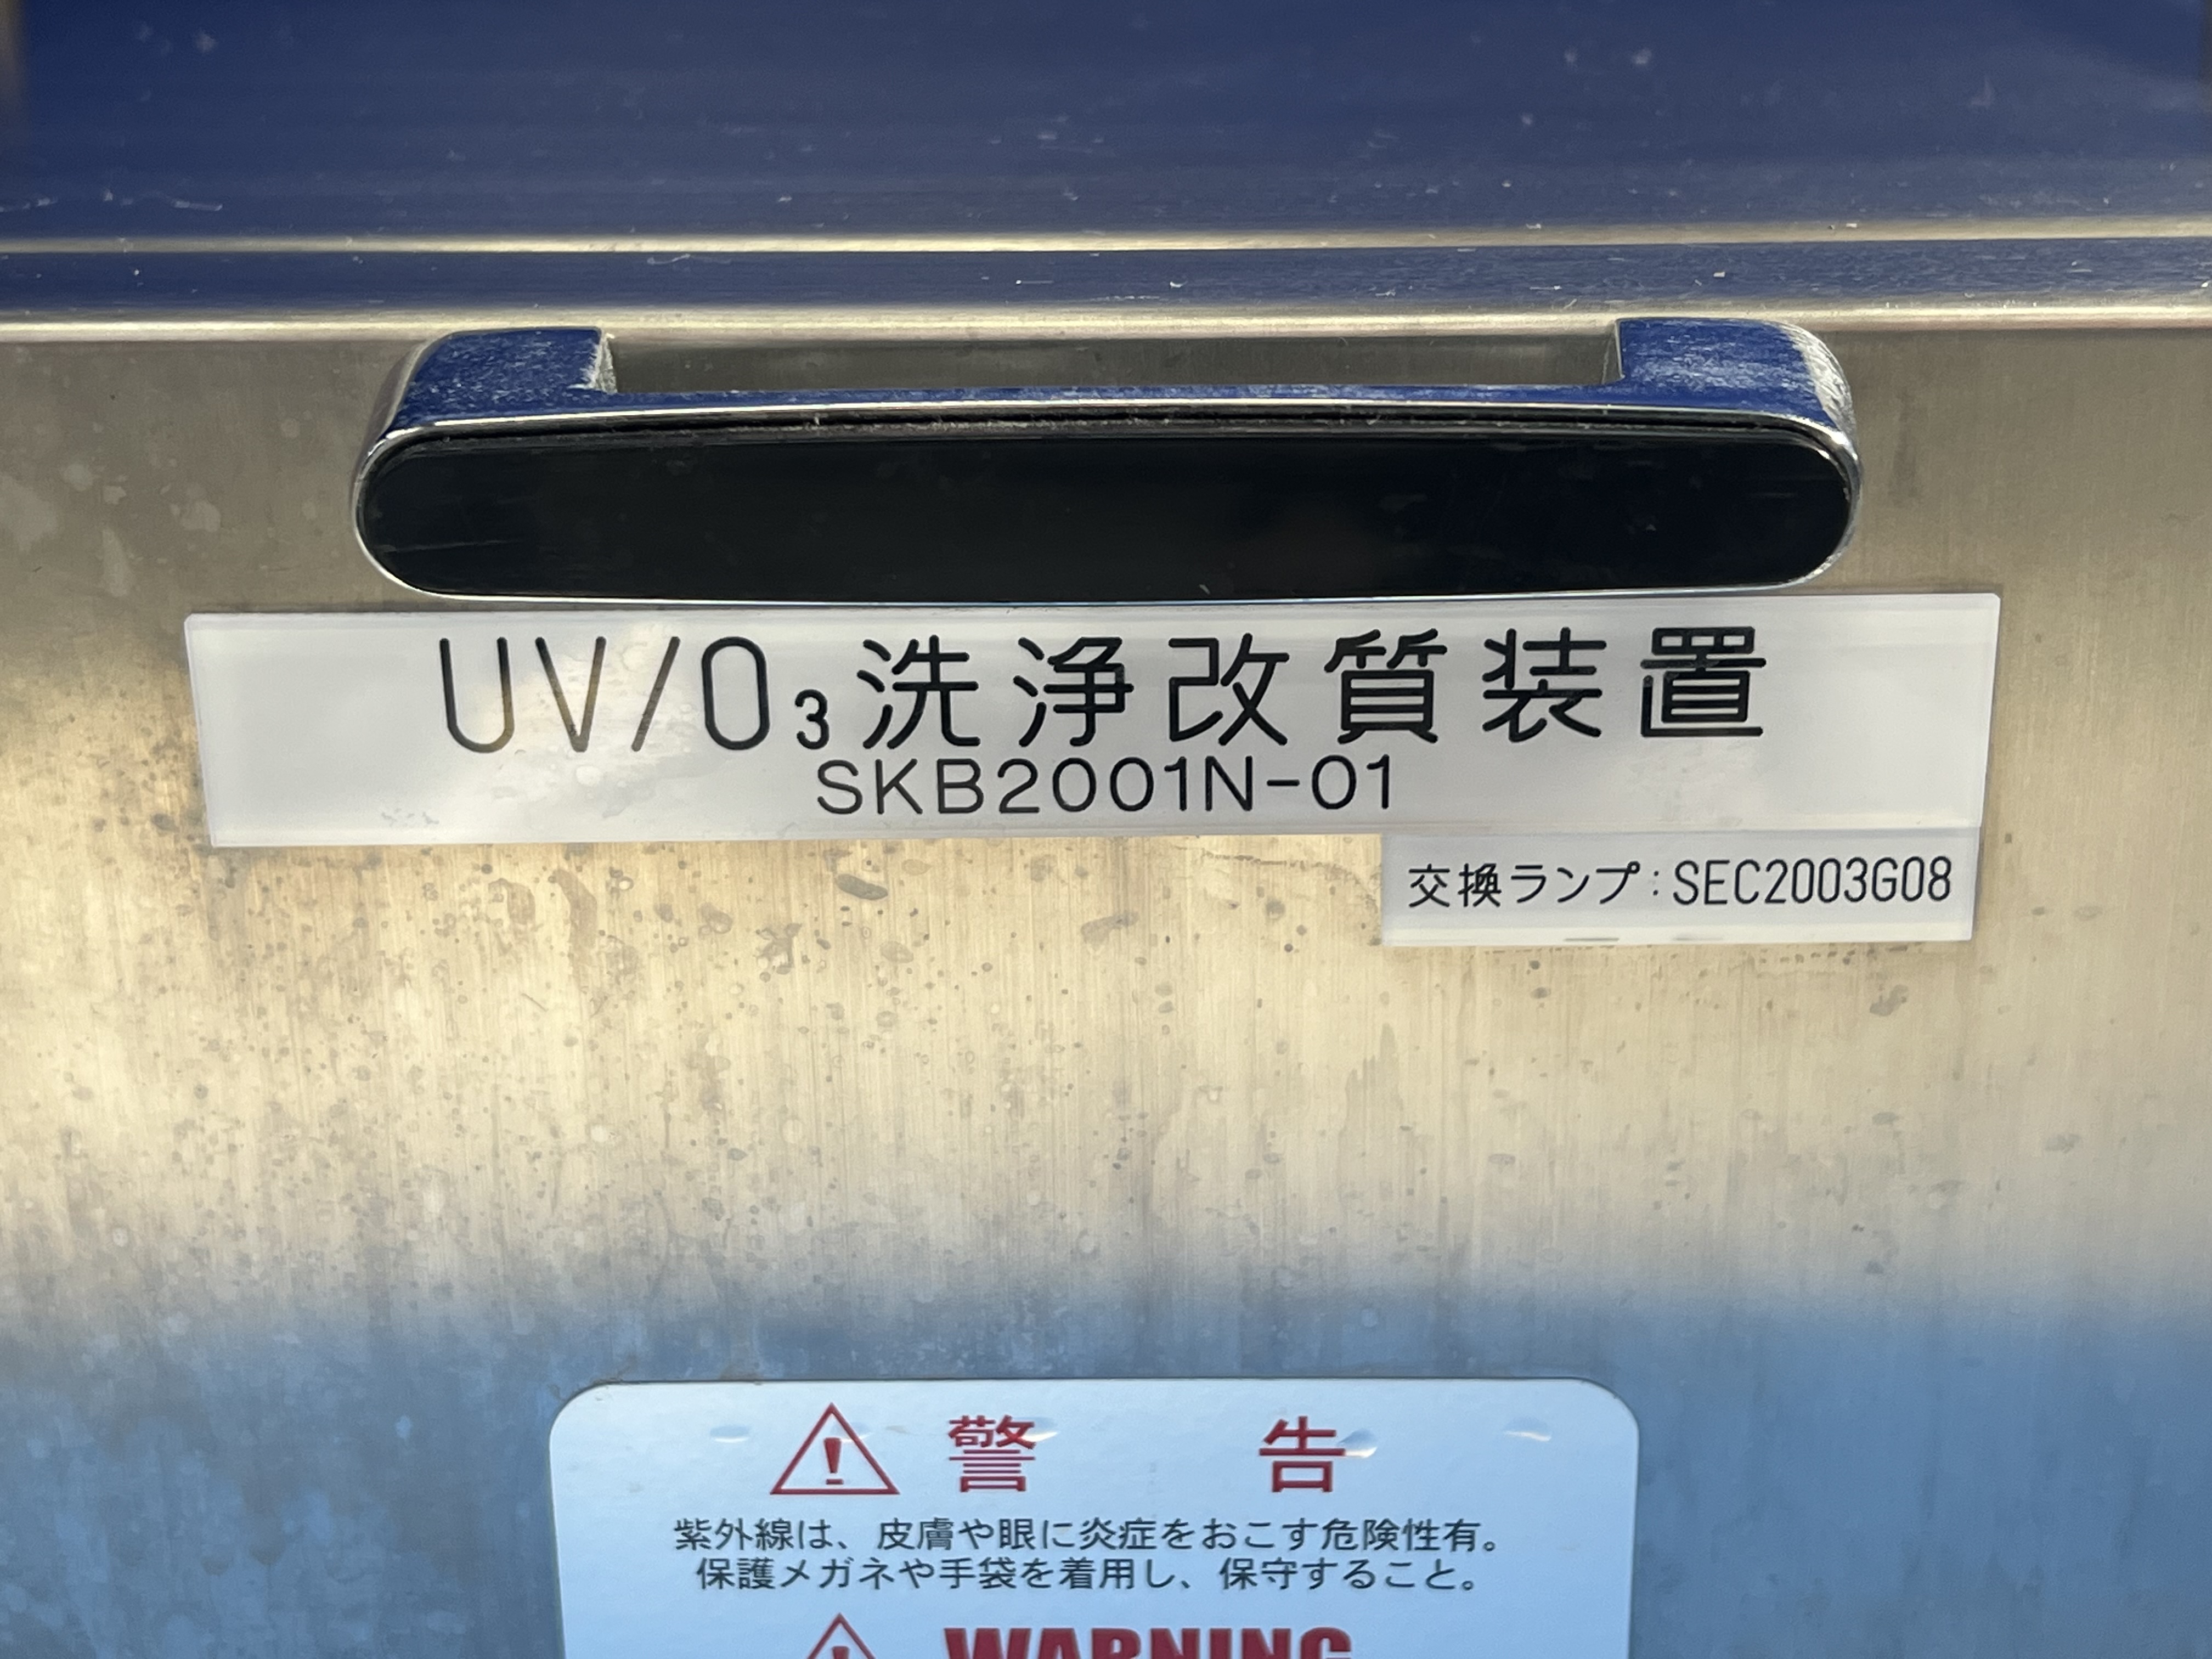 UV/O₃洗浄改質装置
SKB2001N-01
交換ランプ:SEC2003G08
警告
紫外線は、皮膚や眼に炎症をおこす危険性有。
保護メガネや手袋を着用し、保守すること。
WARNING